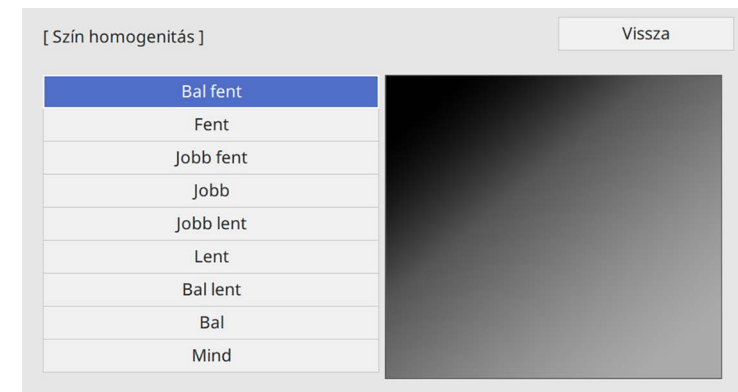 [ Szín homogenitás ]
Vissza
Bal fent
Fent
Jobb fent
Jobb
Jobb lent
Lent
Bal lent
Bal
Mind